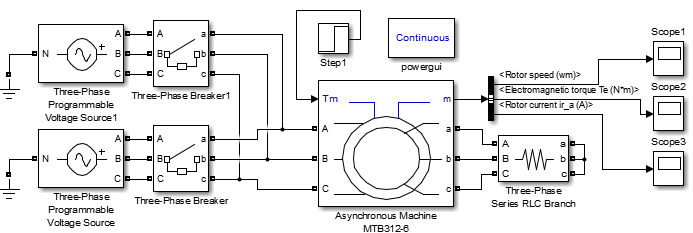 Scope1
N
A
B
C
A
B
C
a
b
c
Three-Phase
Programmable
Voltage Source1
Three-Phase Breaker1
Step1
Continuous
powergui
<Rotor speed (wm)>
<Electromagnetic torque Te (N*m)>
<Rotor current ir_a (A)>
Scope2
Scope3
N
A
B
C
A
B
C
a
b
c
Three-Phase
Programmable
Voltage Source
Three-Phase Breaker
Tm
m
A
B
C
a
b
c
Asynchronous Machine
MTB312-6
A
B
C
a
b
c
Three-Phase
Series RLC Branch